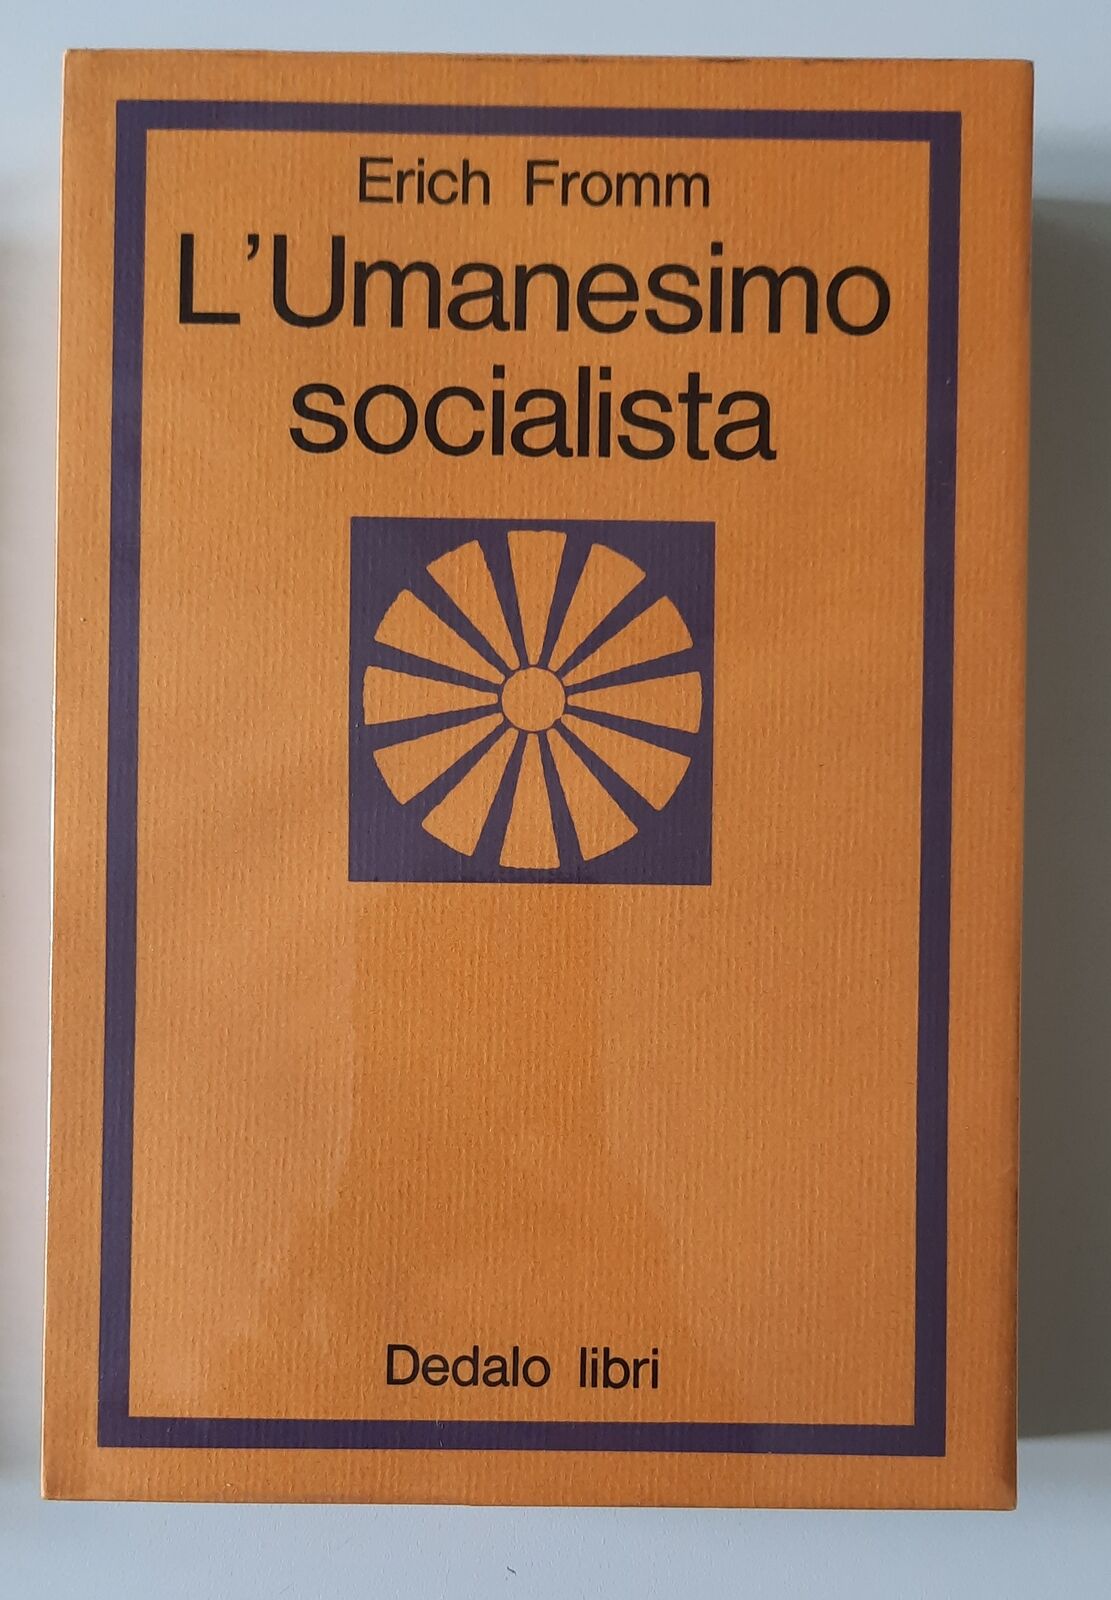 Erich Fromm
L'Umanesimo
socialista
Dedalo libri